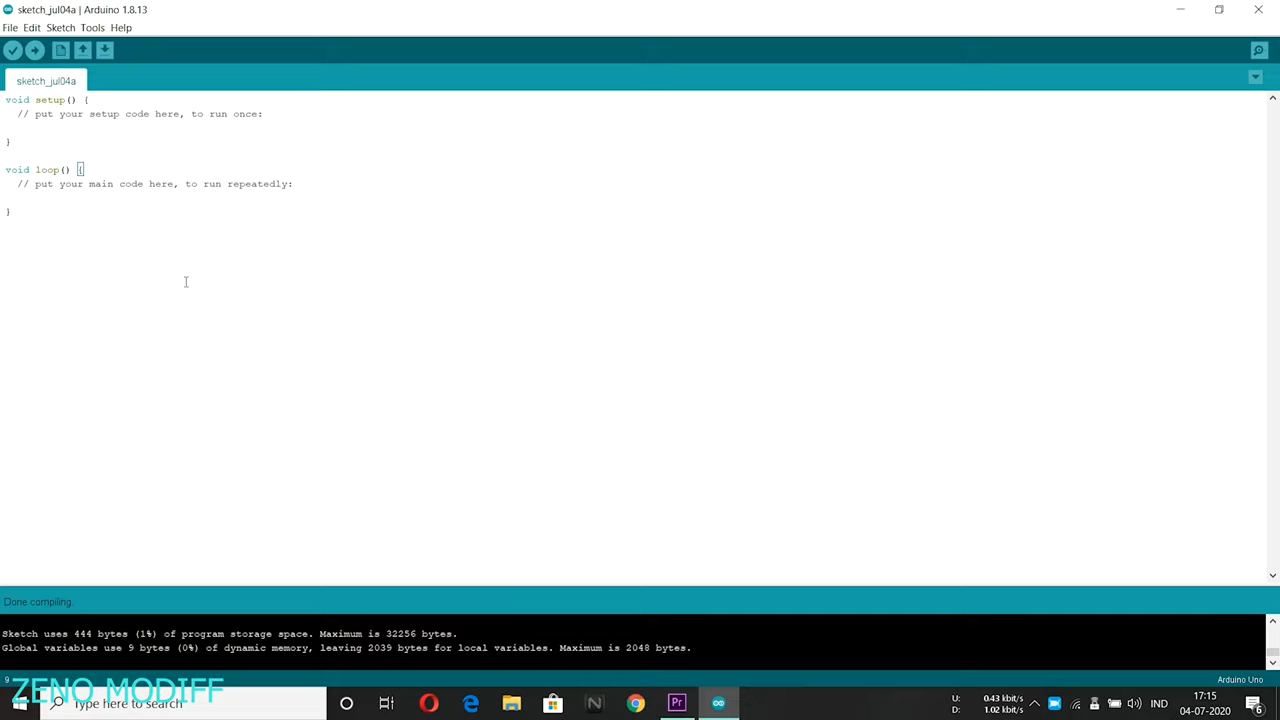 sketch_jul04a | Arduino 1.8.13
File Edit Sketch Tools Help
sketch_jul04a
void setup() {
// put your setup code here, to run once:
}
void loop() {
// put your main code here, to run repeatedly:
}
Done compiling.
Sketch uses 444 bytes (1%) of program storage space. Maximum is 32256 bytes.
Global variables use 9 bytes (0%) of dynamic memory, leaving 2039 bytes for local variables. Maximum is 2048 bytes.
9
Arduino Uno
ZENO MODIFF
Type here to search
Pr
U: 0.43 kbit/s
D: 1.02 kbit/s
IND
17:15
04-07-2020
6